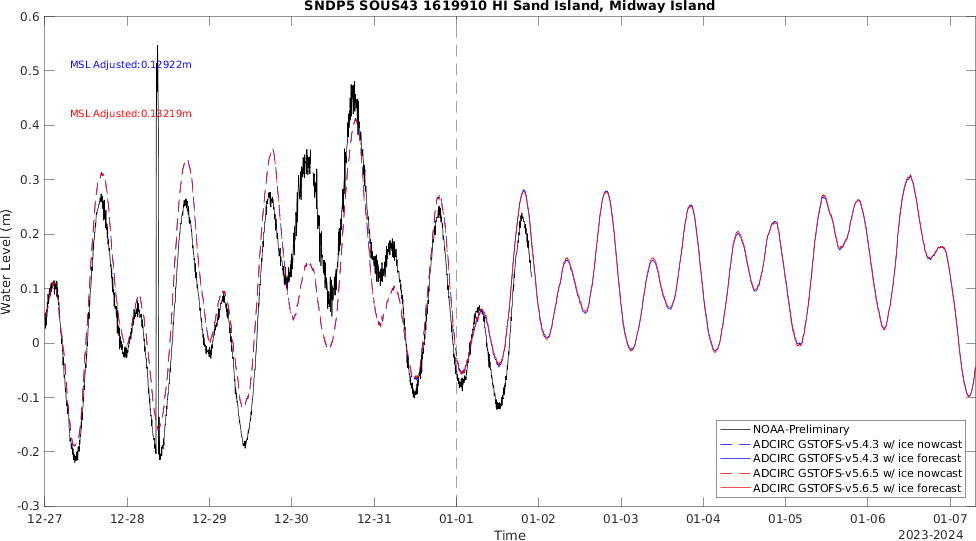 SNDP5 SOUS43 1619910 HI Sand Island, Midway Island
0.6
0.5
0.4
0.3
0.2
0.1
0
-0.1
-0.2
-0.3
Water Level (m)
MSL Adjusted:0.12922m
MSL Adjusted:0.13219m
NOAA-Preliminary
ADCIRC GSTOFS-v5.4.3 w/ ice nowcast
ADCIRC GSTOFS-v5.4.3 w/ ice forecast
ADCIRC GSTOFS-v5.6.5 w/ ice nowcast
ADCIRC GSTOFS-v5.6.5 w/ ice forecast
12-27 12-28 12-29 12-30 12-31 01-01 01-02 01-03 01-04 01-05 01-06 01-07
Time
2023-2024